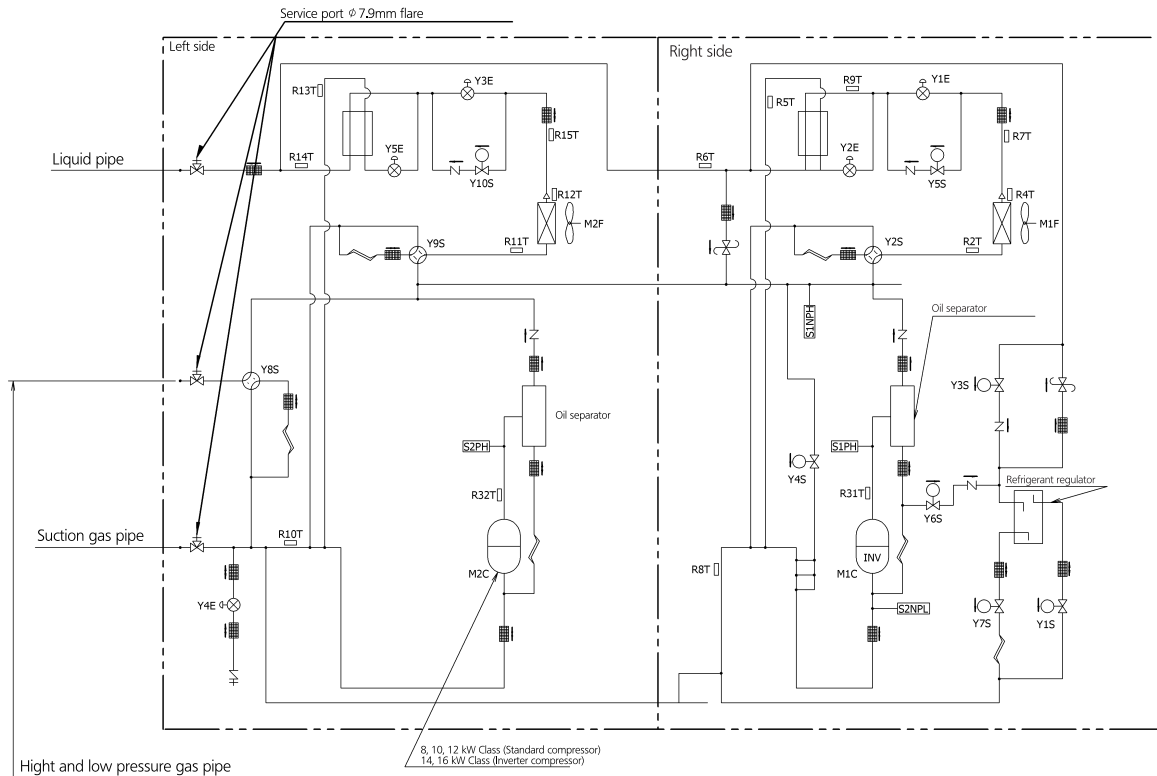 Service port φ 7.9mm flare
Left side
Right side
R13T
Y3E
R15T
Y5E
Liquid pipe
R14T
Y10S
R12T
M2F
Y9S
R11T
R6T
R5T
R9T
Y1E
R7T
Y2E
Y5S
R4T
M1F
Y2S
R2T
S1NPH
Oil separator
Y8S
Oil separator
S2PH
R32T
M2C
Y3S
S1PH
Y4S
R31T
Refrigerant regulator
Y6S
INV
M1C
Suction gas pipe
R10T
R8T
Y4E
S2NPL
Y7S
Y1S
8, 10, 12 kW Class (Standard compressor)
14, 16 kW Class (Inverter compressor)
Hight and low pressure gas pipe